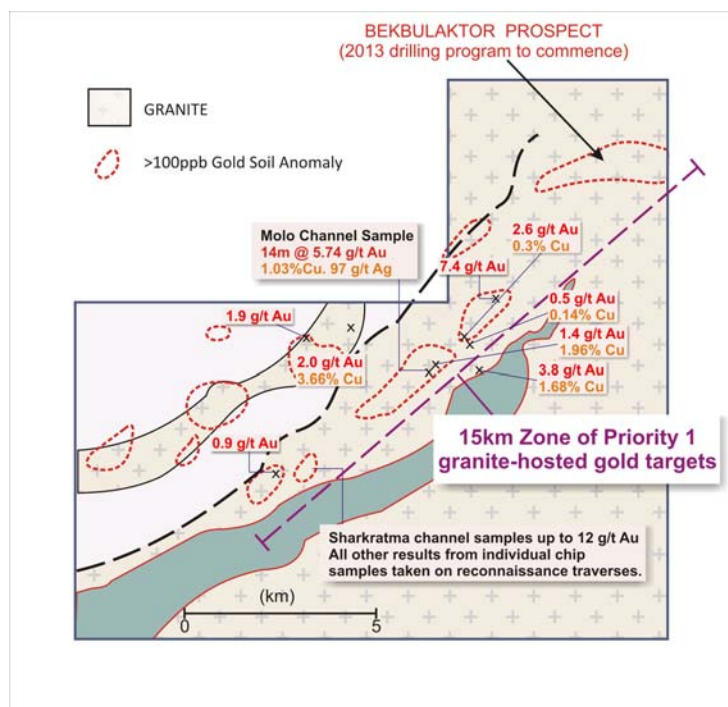 BEKBULAKTOR PROSPECT
(2013 drilling program to commence)
GRANITE
>100ppb Gold Soil Anomaly
Molo Channel Sample
14m @ 5.74 g/t Au
1.03%Cu. 97 g/t Ag
2.6 g/t Au
0.3% Cu
7.4 g/t Au
0.5 g/t Au
0.14% Cu
1.4 g/t Au
1.96% Cu
3.8 g/t Au
1.68% Cu
1.9 g/t Au
2.0 g/t Au
3.66% Cu
0.9 g/t Au
15km Zone of Priority 1
granite-hosted gold targets
Sharkratma channel samples up to 12 g/t Au
All other results from individual chip
samples taken on reconnaissance traverses.
(km)
0 5